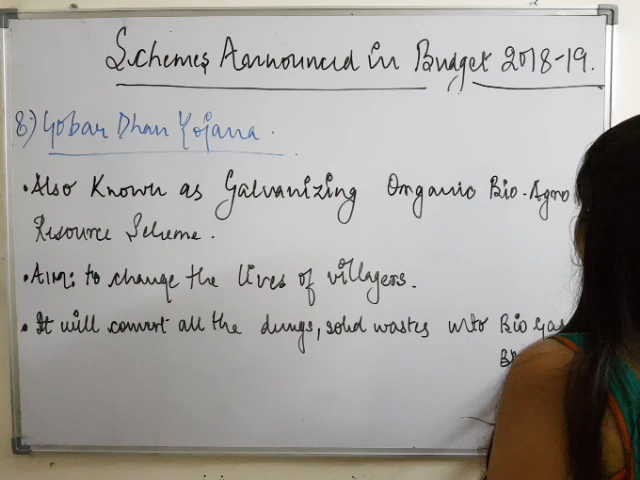 Schemes Announced in Budget 2018-19.
8) Gobar Dhan Yojana.
• Also Known as Galvanizing Organic Bio-Agro
Resource Scheme.
• Aim: to change the lives of villagers.
• It will convert all the dungs, solid wastes into Bio Gas